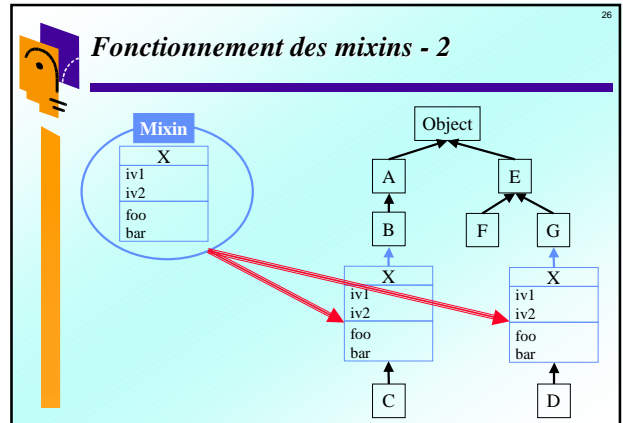 26
Fonctionnement des mixins - 2
Mixin
X
iv1
iv2
foo
bar
Object
A
E
B
F
G
X
iv1
iv2
foo
bar
X
iv1
iv2
foo
bar
C
D